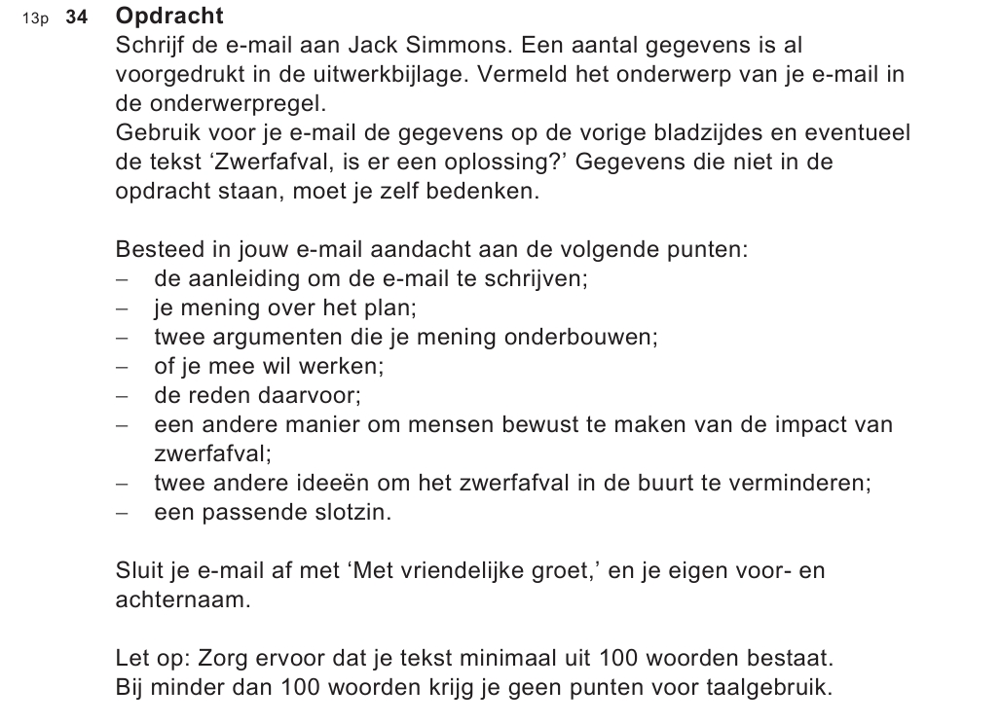 13p 34 Opdracht
Schrijf de e-mail aan Jack Simmons. Een aantal gegevens is al
voorgedrukt in de uitwerkbijlage. Vermeld het onderwerp van je e-mail in
de onderwerpregel.
Gebruik voor je e-mail de gegevens op de vorige bladzijdes en eventueel
de tekst ‘Zwerfafval, is er een oplossing?’ Gegevens die niet in de
opdracht staan, moet je zelf bedenken.
Besteed in jouw e-mail aandacht aan de volgende punten:
– de aanleiding om de e-mail te schrijven;
– je mening over het plan;
– twee argumenten die je mening onderbouwen;
– of je mee wil werken;
– de reden daarvoor;
– een andere manier om mensen bewust te maken van de impact van
zwerfafval;
– twee andere ideeën om het zwerfafval in de buurt te verminderen;
– een passende slotzin.
Sluit je e-mail af met ‘Met vriendelijke groet,’ en je eigen voor- en
achternaam.
Let op: Zorg ervoor dat je tekst minimaal uit 100 woorden bestaat.
Bij minder dan 100 woorden krijg je geen punten voor taalgebruik.